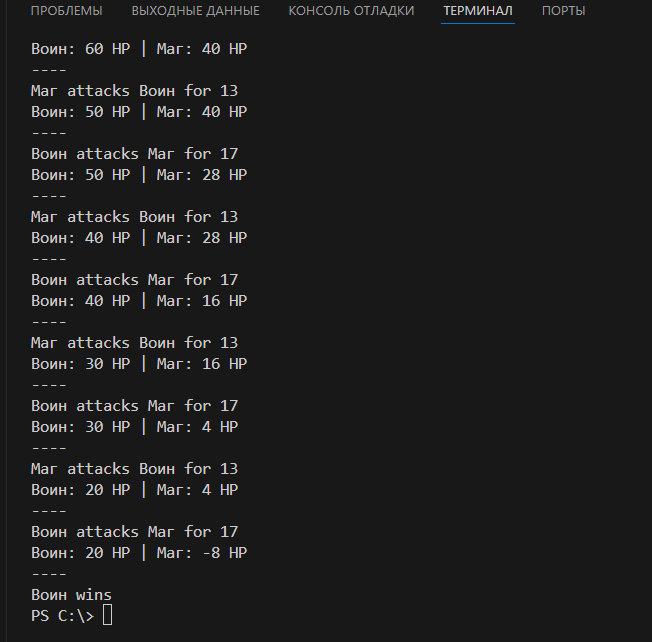 ПРОБЛЕМЫ ВЫХОДНЫЕ ДАННЫЕ КОНСОЛЬ ОТЛАДКИ ТЕРМИНАЛ ПОРТЫ
Воин: 60 HP | Маг: 40 HP
----
Маг attacks Воин for 13
Воин: 50 HP | Маг: 40 HP
----
Воин attacks Маг for 17
Воин: 50 HP | Маг: 28 HP
----
Маг attacks Воин for 13
Воин: 40 HP | Маг: 28 HP
----
Воин attacks Маг for 17
Воин: 40 HP | Маг: 16 HP
----
Маг attacks Воин for 13
Воин: 30 HP | Маг: 16 HP
----
Воин attacks Маг for 17
Воин: 30 HP | Маг: 4 HP
----
Маг attacks Воин for 13
Воин: 20 HP | Маг: 4 HP
----
Воин attacks Маг for 17
Воин: 20 HP | Маг: -8 HP
----
Воин wins
PS C:\>